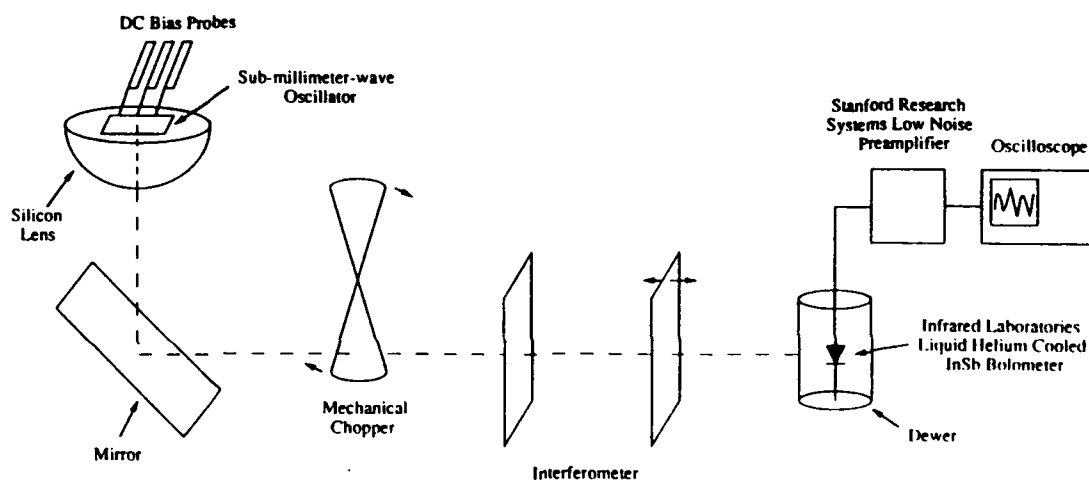 DC Bias Probes
Sub-millimeter-wave
Oscillator
Silicon
Lens
Mirror
Mechanical
Chopper
Interferometer
Stanford Research
Systems Low Noise
Preamplifier
Oscilloscope
Infrared Laboratories
Liquid Helium Cooled
InSb Bolometer
Dewer